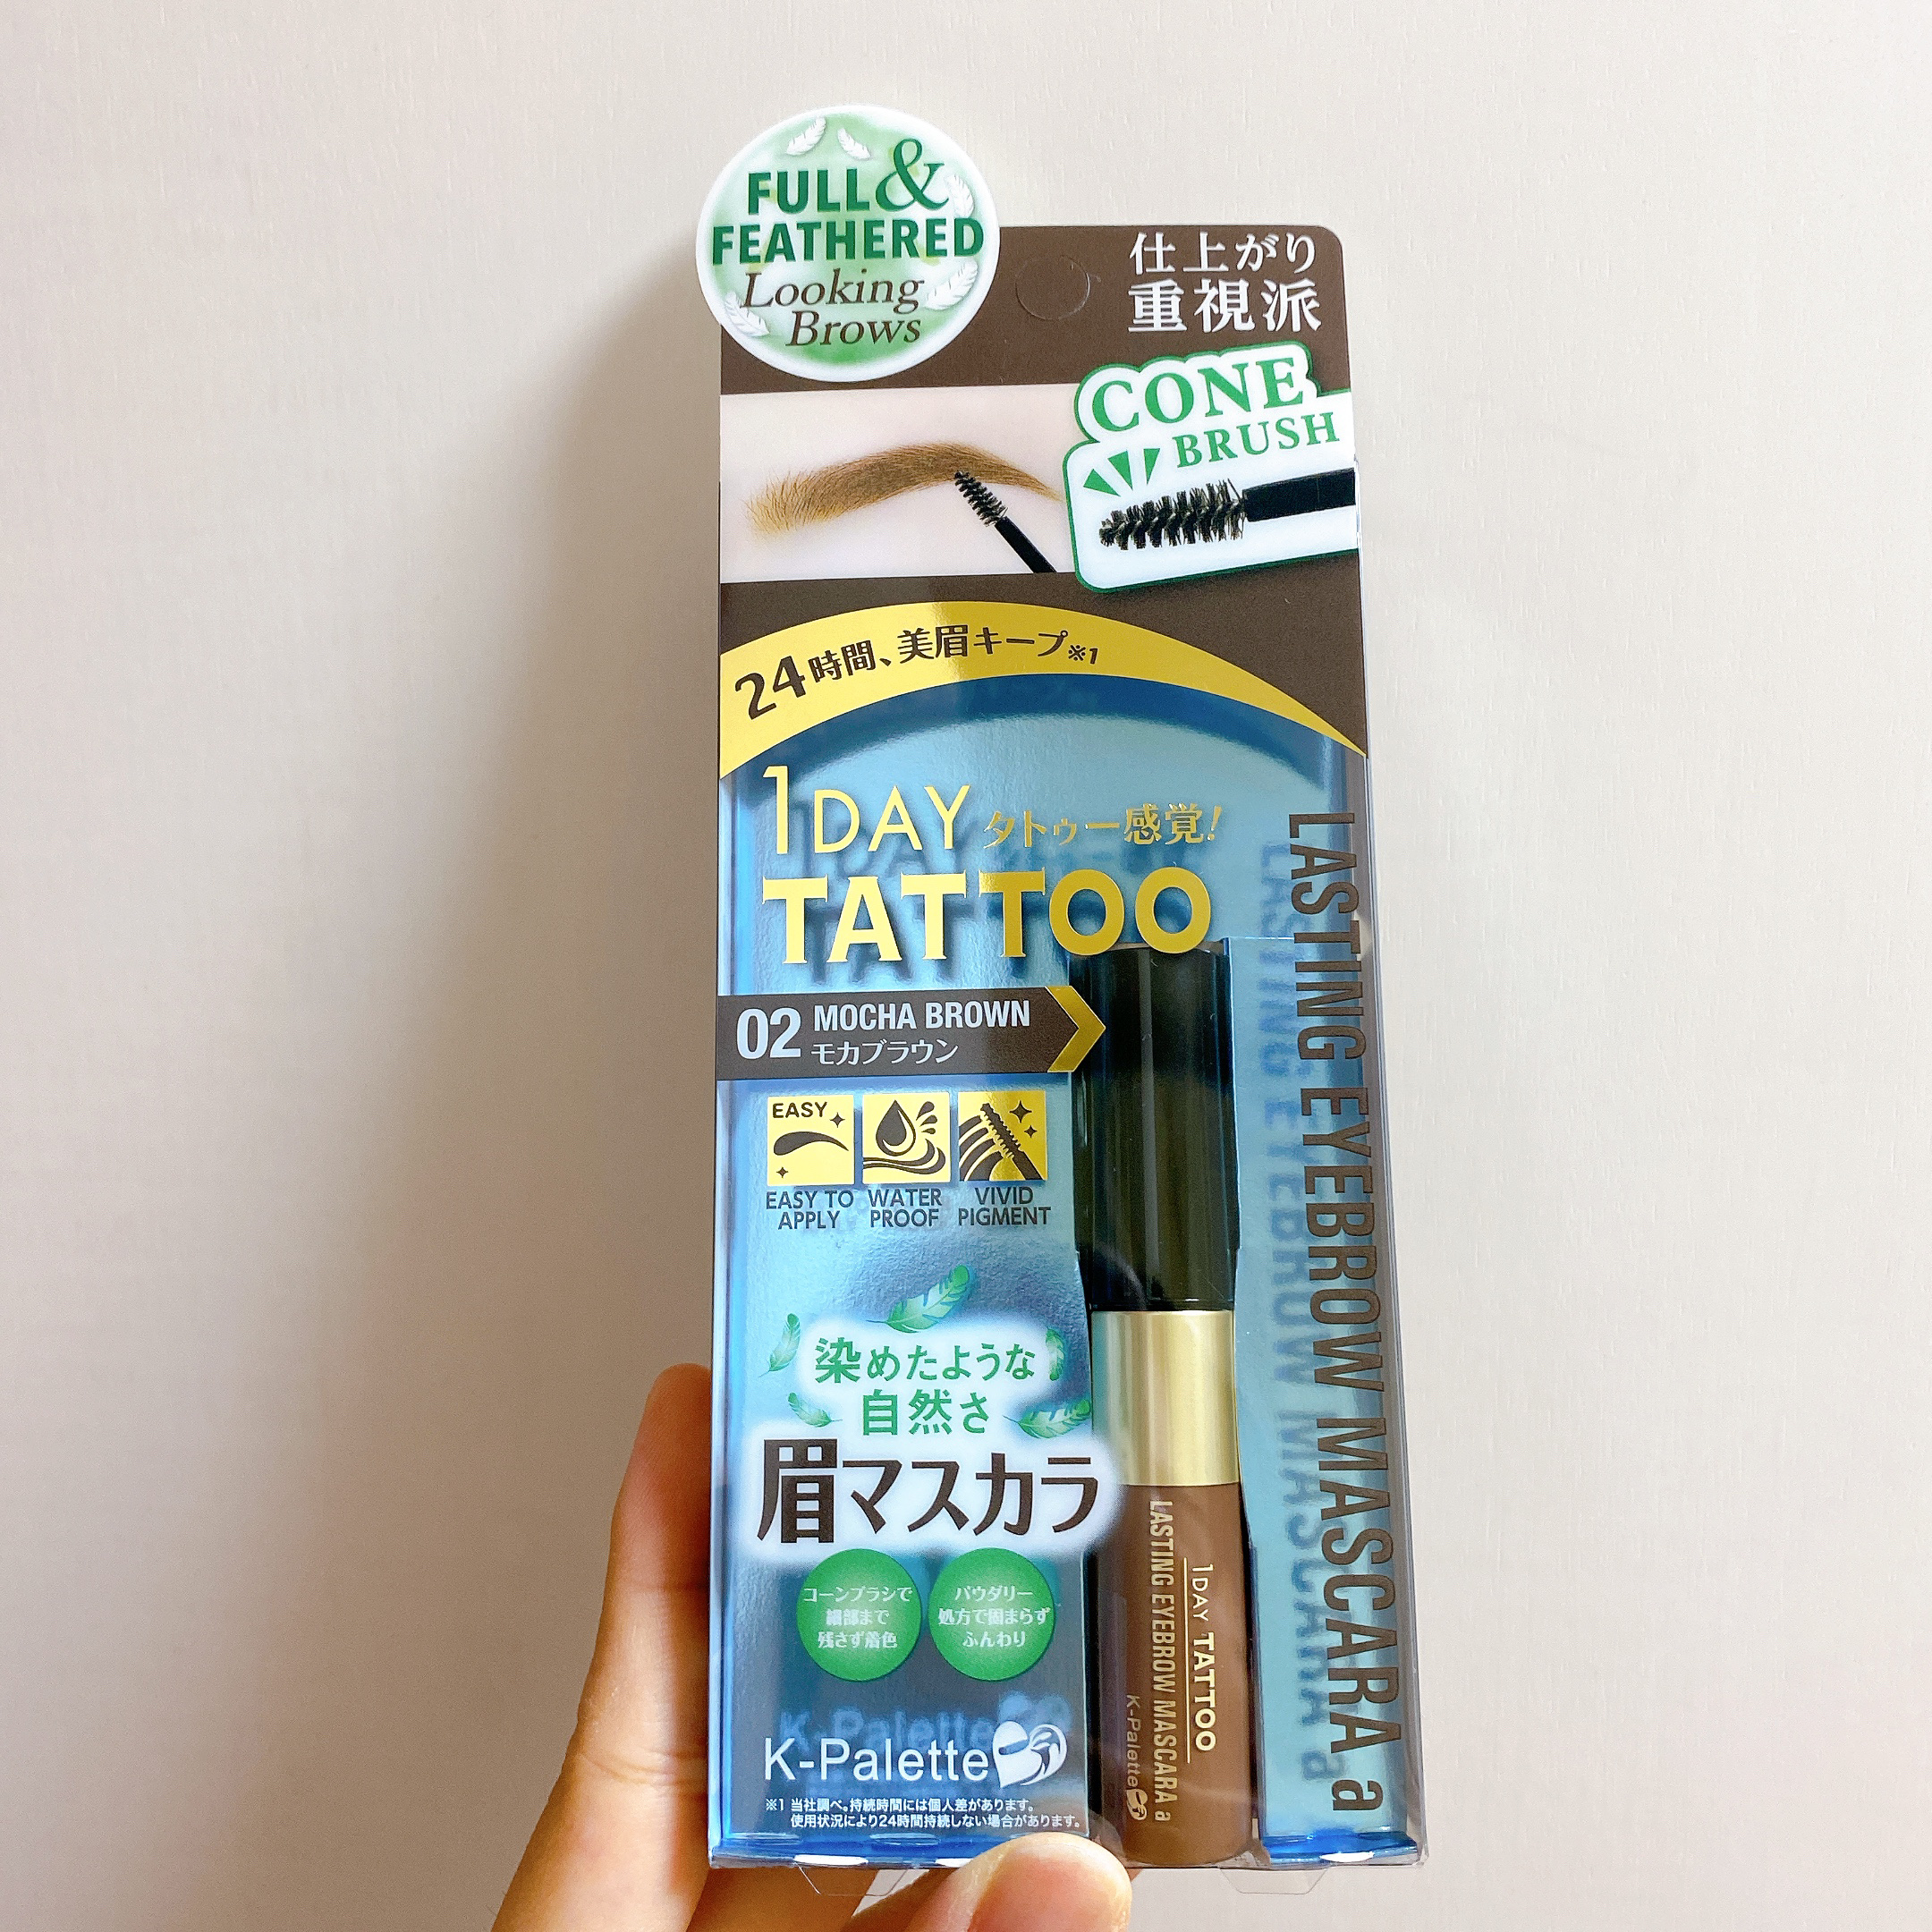 FULL &
FEATHERED
Looking
Brows
仕上がり
重視派
CONE
BRUSH
24時間、美眉キープ※1
1DAY タトゥー感覚!
TATTOO
02 MOCHA BROWN
モカブラウン
EASY
EASY TO APPLY
WATER PROOF
VIVID PIGMENT
染めたような
自然さ
眉マスカラ
コーンブラシで
細部まで
残さず着色
パウダリー
処方で固まらず
ふんわり
K-Palette
※1 当社調べ。持続時間には個人差があります。
使用状況により24時間持続しない場合があります。
1DAY TATTOO
LASTING EYEBROW MASCARA a
K-Palette
LASTING EYEBROW MASCARA a